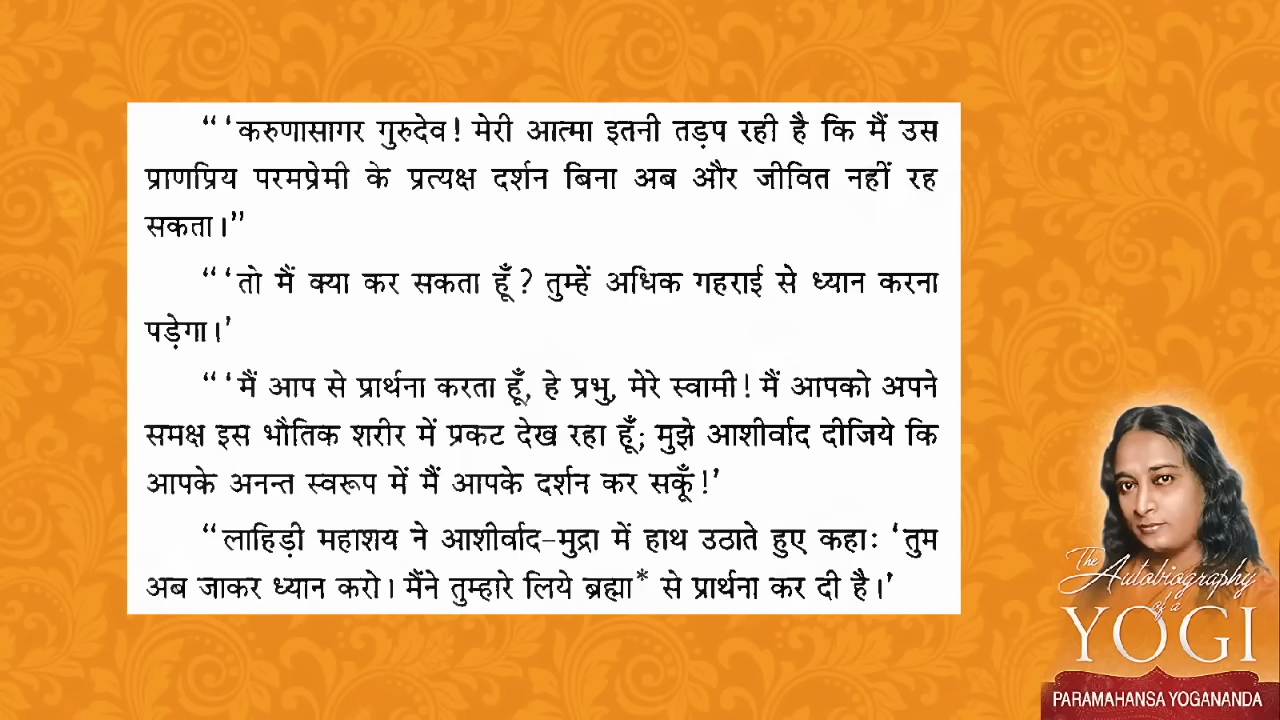 “‘करुणासागर गुरुदेव! मेरी आत्मा इतनी तड़प रही है कि मैं उस
प्राणप्रिय परमप्रेमी के प्रत्यक्ष दर्शन बिना अब और जीवित नहीं रह
सकता।”
“‘तो मैं क्या कर सकता हूँ? तुम्हें अधिक गहराई से ध्यान करना
पड़ेगा।’
“‘मैं आप से प्रार्थना करता हूँ, हे प्रभु, मेरे स्वामी! मैं आपको अपने
समक्ष इस भौतिक शरीर में प्रकट देख रहा हूँ; मुझे आशीर्वाद दीजिये कि
आपके अनन्त स्वरूप में मैं आपके दर्शन कर सकूँ!’
“लाहिड़ी महाशय ने आशीर्वाद-मुद्रा में हाथ उठाते हुए कहाः ‘तुम
अब जाकर ध्यान करो। मैंने तुम्हारे लिये ब्रह्मा* से प्रार्थना कर दी है।’
The
Autobiography
of a
YOGI
PARAMAHANSA YOGANANDA